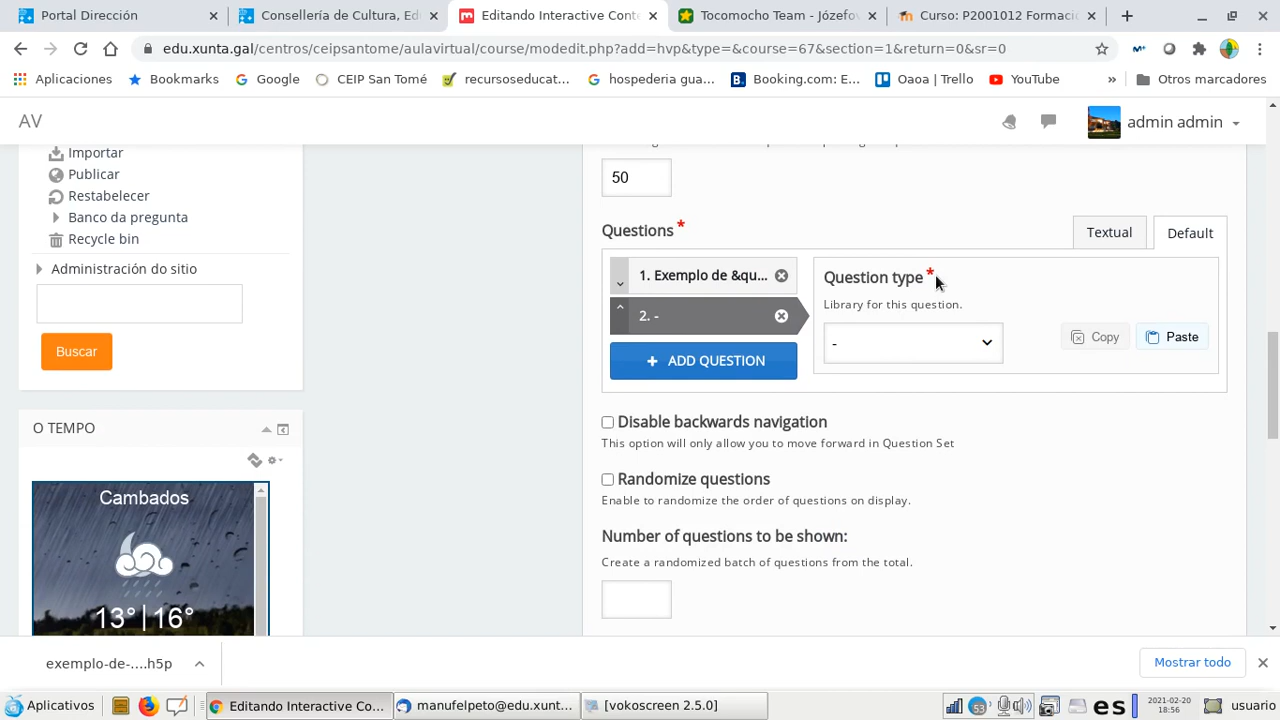 Portal Dirección
Consellería de Cultura, Edu
Editando Interactive Conte
Tocomocho Team - Józefov
Curso: P2001012 Formació
edu.xunta.gal/centros/ceipsantome/aulavirtual/course/modedit.php?add=hvp&type=&course=67&section=1&return=0&sr=0
Aplicaciones
Bookmarks
Google
CEIP San Tomé
recursoseducat...
hospederia gua...
Booking.com: E...
Oaoa | Trello
YouTube
»
Otros marcadores
AV
admin admin
Importar
Publicar
Restabelecer
Banco da pregunta
Recycle bin
Administración do sitio
Buscar
O TEMPO
Cambados
13° | 16°
50
Questions *
Textual
Default
1. Exemplo de &qu...
2. -
+ ADD QUESTION
Question type *
Library for this question.
-
Copy
Paste
Disable backwards navigation
This option will only allow you to move forward in Question Set
Randomize questions
Enable to randomize the order of questions on display.
Number of questions to be shown:
Create a randomized batch of questions from the total.
exemplo-de-....h5p
Mostrar todo
Aplicativos
Editando Interactive Co...
manufelpeto@edu.xunt...
[vokoscreen 2.5.0]
53
es
2021-02-20
18:56
usuario